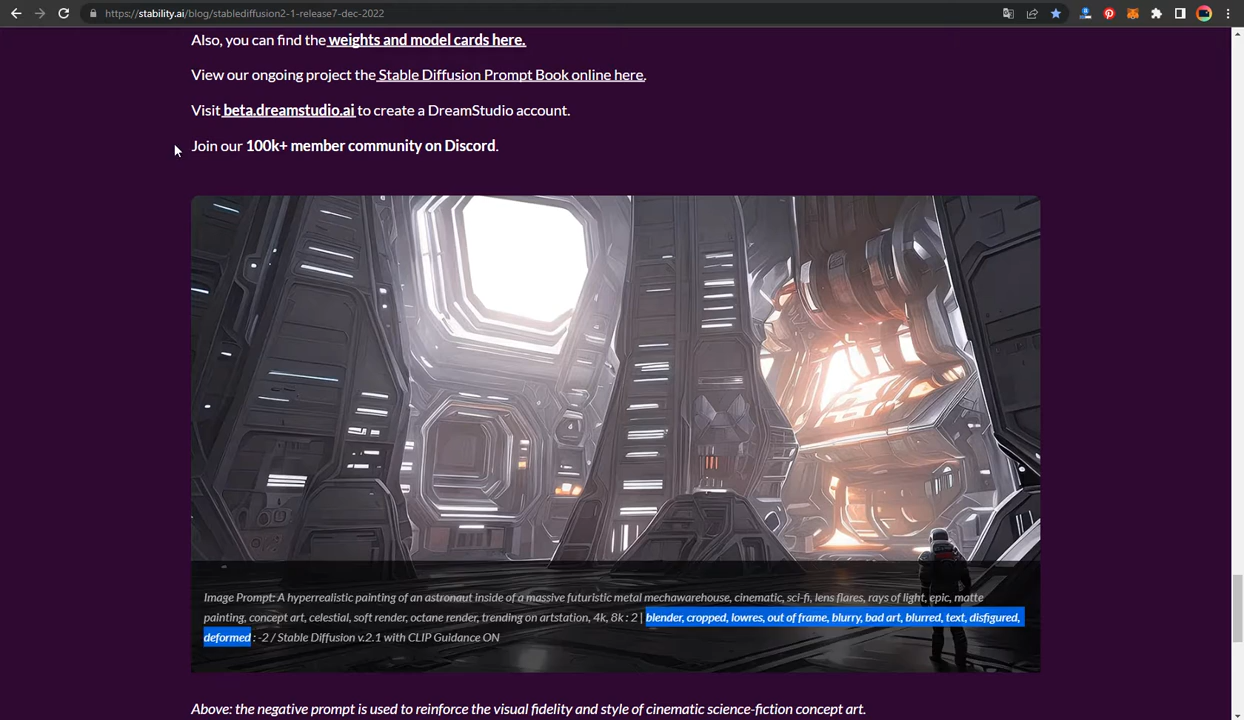 https://stability.ai/blog/stablediffusion2-1-release7-dec-2022
Also, you can find the weights and model cards here.
View our ongoing project the Stable Diffusion Prompt Book online here.
Visit beta.dreamstudio.ai to create a DreamStudio account.
Join our 100k+ member community on Discord.
Image Prompt: A hyperrealistic painting of an astronaut inside of a massive futuristic metal mechawarehouse, cinematic, sci-fi, lens flares, rays of light, epic, matte
painting, concept art, celestial, soft render, octane render, trending on artstation, 4k, 8k : 2 | blender, cropped, lowres, out of frame, blurry, bad art, blurred, text, disfigured,
deformed : -2 / Stable Diffusion v.2.1 with CLIP Guidance ON
Above: the negative prompt is used to reinforce the visual fidelity and style of cinematic science-fiction concept art.